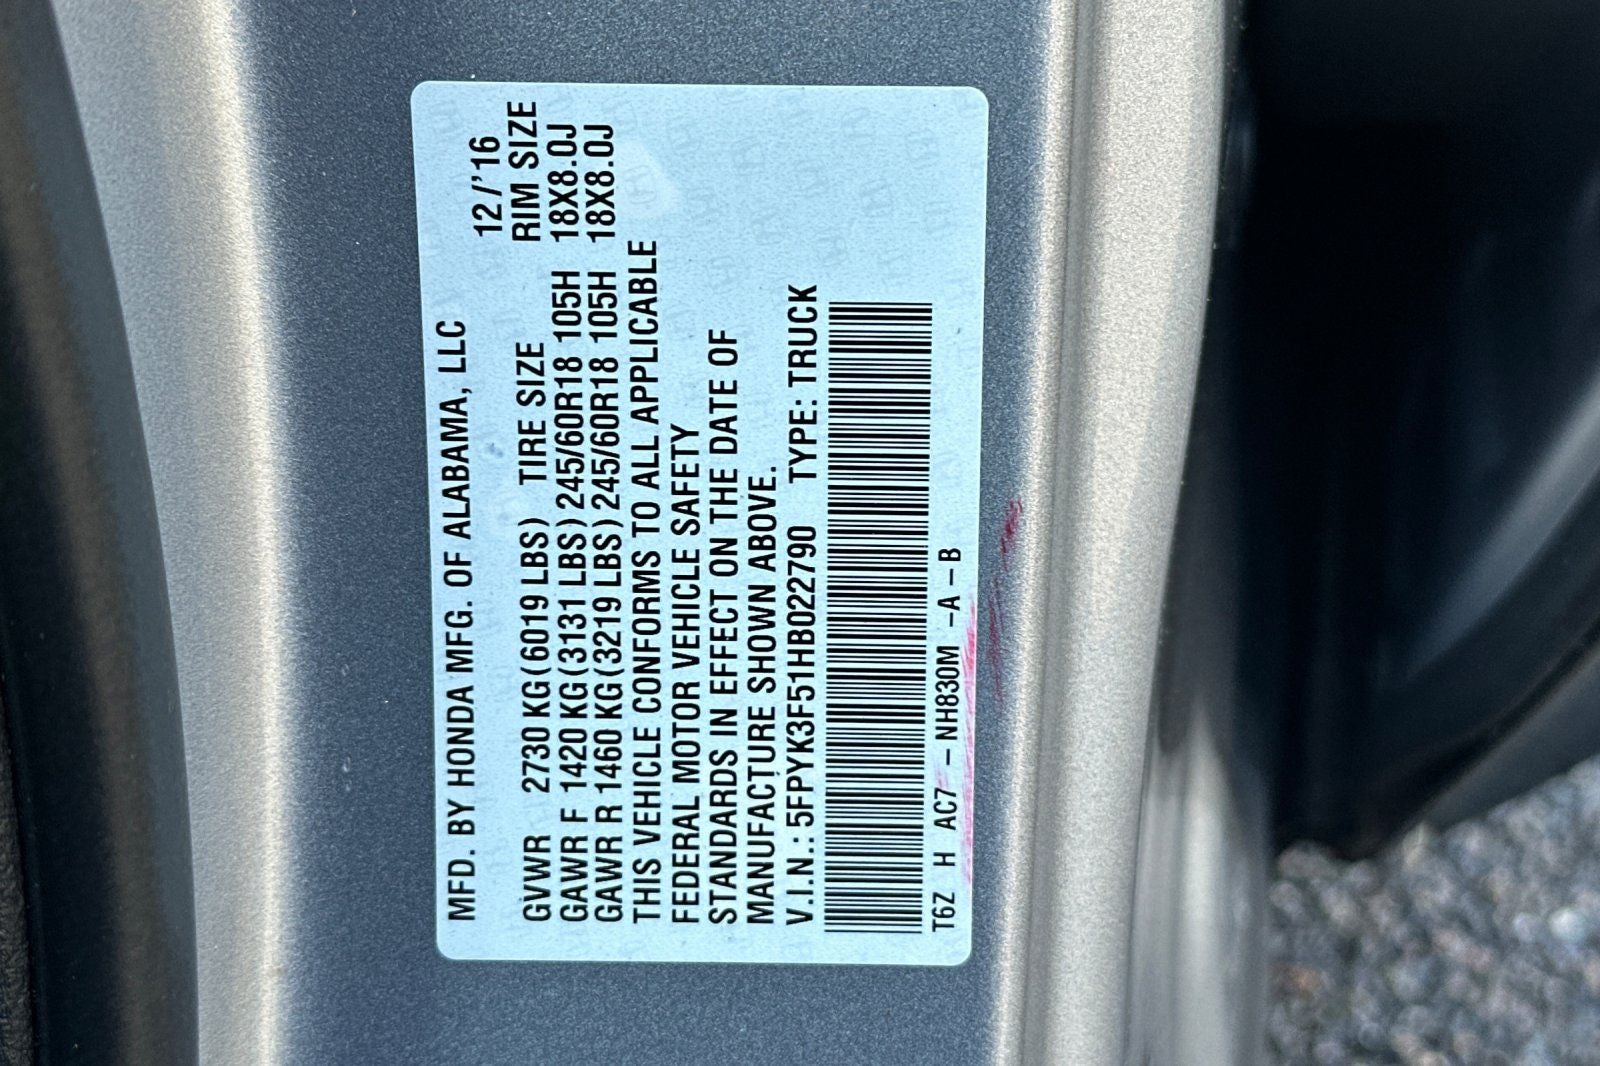 MFD. BY HONDA MFG. OF ALABAMA, LLC
12/'16
GVWR 2730 KG (6019 LBS) TIRE SIZE RIM SIZE
GAWR F 1420 KG (3131 LBS) 245/60R18 105H 18X8.0J
GAWR R 1460 KG (3219 LBS) 245/60R18 105H 18X8.0J
THIS VEHICLE CONFORMS TO ALL APPLICABLE
FEDERAL MOTOR VEHICLE SAFETY
STANDARDS IN EFFECT ON THE DATE OF
MANUFACTURE SHOWN ABOVE.
V.I.N.: 5FPYK3F51HB022790 TYPE: TRUCK
T6Z H AC7 - NH830M -A-B